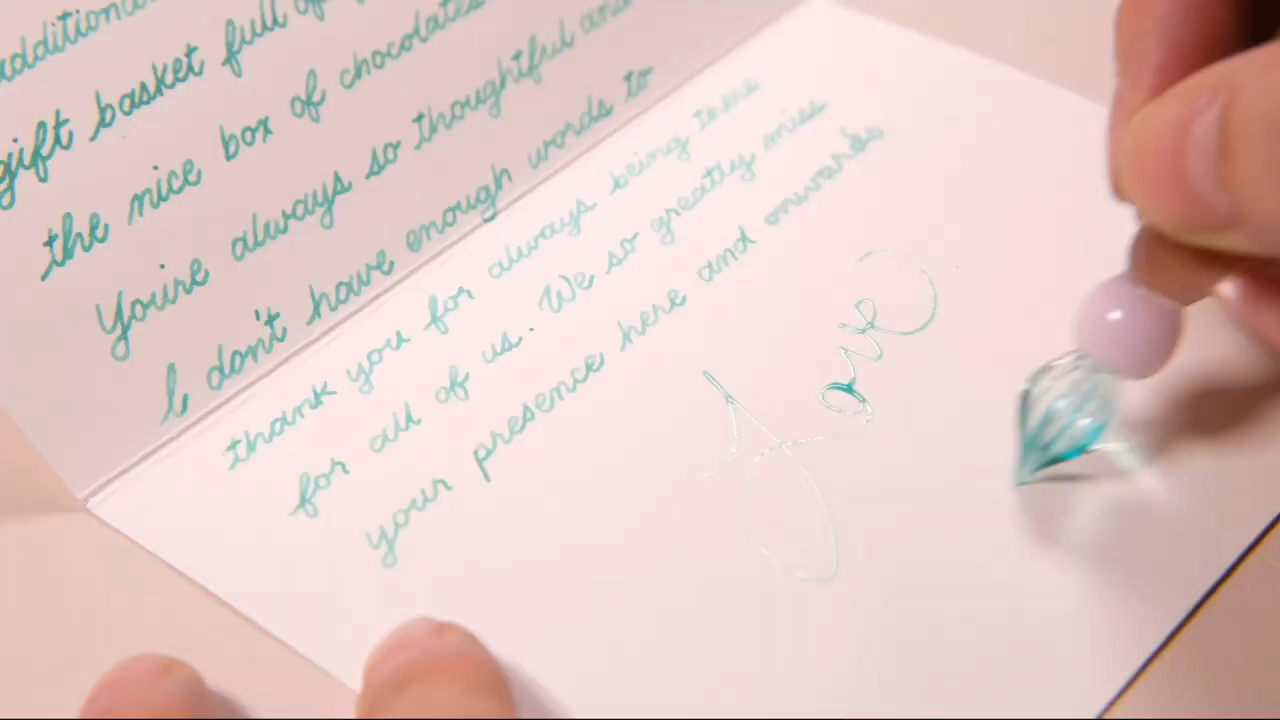 additional
gift basket full of
the nice box of chocolates
You're always so thoughtful and
I don't have enough words to
thank you for always being there
for all of us. We so greatly miss
your presence here and onwards
Love